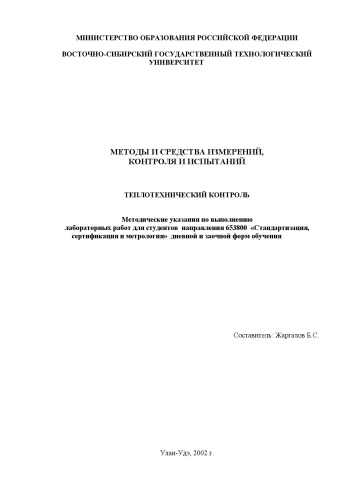 МИНИСТЕРСТВО ОБРАЗОВАНИЯ РОССИЙСКОЙ ФЕДЕРАЦИИ
ВОСТОЧНО-СИБИРСКИЙ ГОСУДАРСТВЕННЫЙ ТЕХНОЛОГИЧЕСКИЙ
УНИВЕРСИТЕТ
МЕТОДЫ И СРЕДСТВА ИЗМЕРЕНИЙ,
КОНТРОЛЯ И ИСПЫТАНИЙ
ТЕПЛОТЕХНИЧЕСКИЙ КОНТРОЛЬ
Методические указания по выполнению
лабораторных работ для студентов направления 653800 «Стандартизация,
сертификация и метрология» дневной и заочной форм обучения
Составитель: Жаргалов Б.С.
Улан-Удэ, 2002 г.